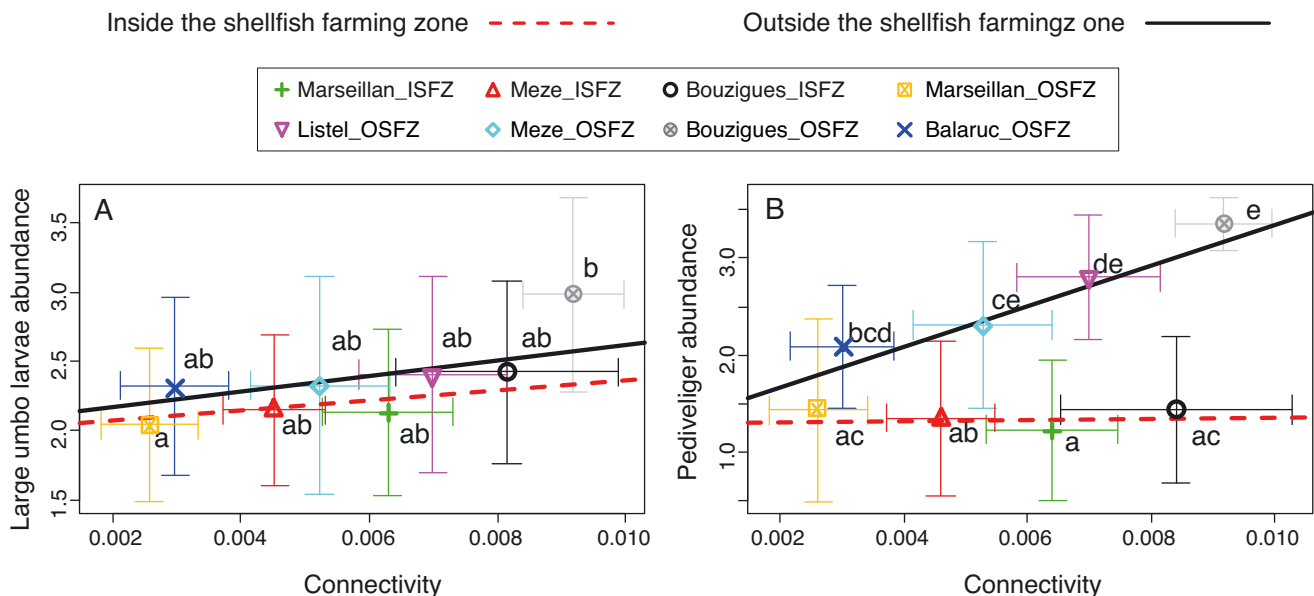 Inside the shellfish farming zone
Outside the shellfish farmingz one
Marseillan_ISFZ Meze_ISFZ Bouzigues_ISFZ Marseillan_OSFZ
Listel_OSFZ Meze_OSFZ Bouzigues_OSFZ Balaruc_OSFZ
A
Large umbo larvae abundance
3.5
3.0
2.5
2.0
1.5
a
ab
ab
ab
ab
ab
ab
b
0.002 0.004 0.006 0.008 0.010
Connectivity
B
Pediveliger abundance
3.0
2.0
1.0
ac
bcd
ab
ce
a
de
ac
e
0.002 0.004 0.006 0.008 0.010
Connectivity